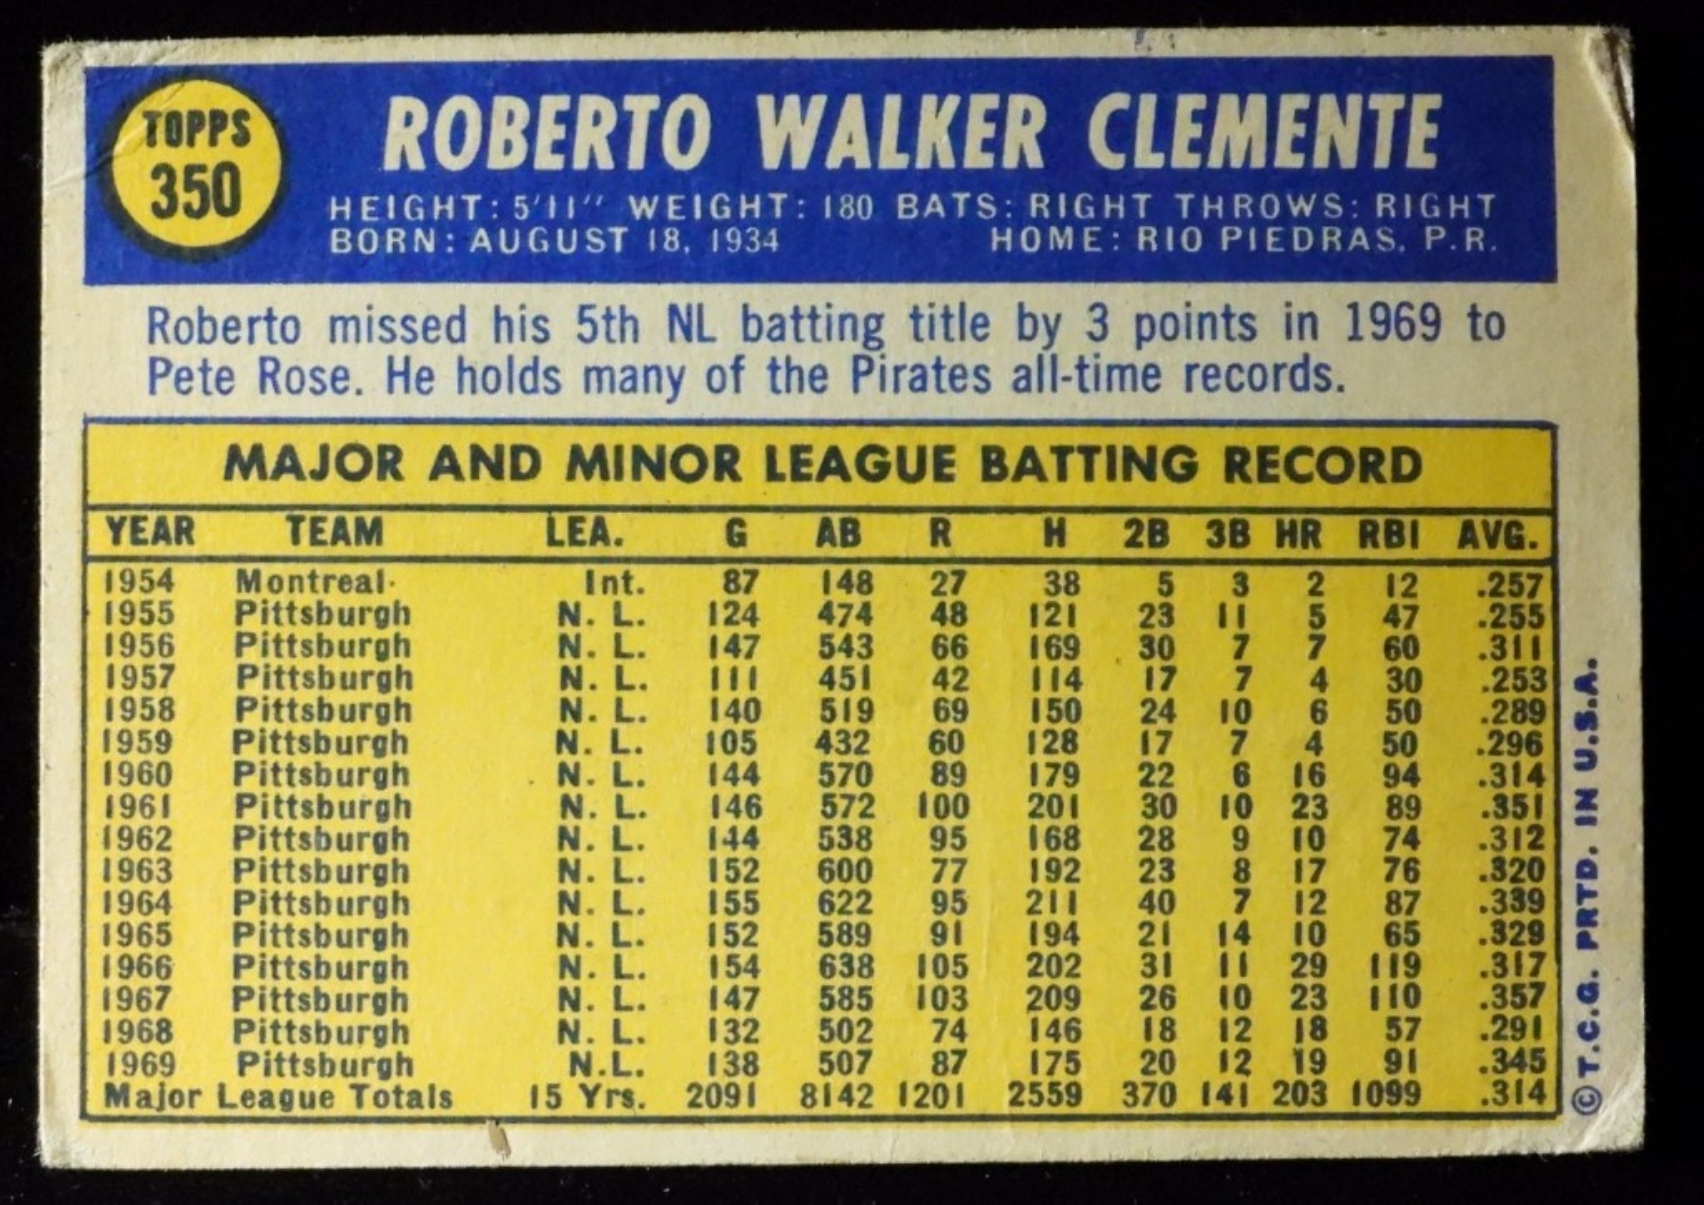 TOPPS
350
ROBERTO WALKER CLEMENTE
HEIGHT: 5'11" WEIGHT: 180 BATS: RIGHT THROWS: RIGHT
BORN: AUGUST 18, 1934 HOME: RIO PIEDRAS, P.R.
Roberto missed his 5th NL batting title by 3 points in 1969 to
Pete Rose. He holds many of the Pirates all-time records.
MAJOR AND MINOR LEAGUE BATTING RECORD
YEAR TEAM LEA. G AB R H 2B 3B HR RBI AVG.
1954 Montreal Int. 87 148 27 38 5 3 2 12 .257
1955 Pittsburgh N. L. 124 474 48 121 23 11 5 47 .255
1956 Pittsburgh N. L. 147 543 66 169 30 7 7 60 .311
1957 Pittsburgh N. L. 111 451 42 114 17 7 4 30 .253
1958 Pittsburgh N. L. 140 519 69 150 24 10 6 50 .289
1959 Pittsburgh N. L. 105 432 60 128 17 7 4 50 .296
1960 Pittsburgh N. L. 144 570 89 179 22 6 16 94 .314
1961 Pittsburgh N. L. 146 572 100 201 30 10 23 89 .351
1962 Pittsburgh N. L. 144 538 95 168 28 9 10 74 .312
1963 Pittsburgh N. L. 152 600 77 192 23 8 17 76 .320
1964 Pittsburgh N. L. 155 622 95 211 40 7 12 87 .339
1965 Pittsburgh N. L. 152 589 91 194 21 14 10 65 .329
1966 Pittsburgh N. L. 154 638 105 202 31 11 29 119 .317
1967 Pittsburgh N. L. 147 585 103 209 26 10 23 110 .357
1968 Pittsburgh N. L. 132 502 74 146 18 12 18 57 .291
1969 Pittsburgh N.L. 138 507 87 175 20 12 19 91 .345
Major League Totals 15 Yrs. 2091 8142 1201 2559 370 141 203 1099 .314
© T.C.G. PRTD. IN U.S.A.